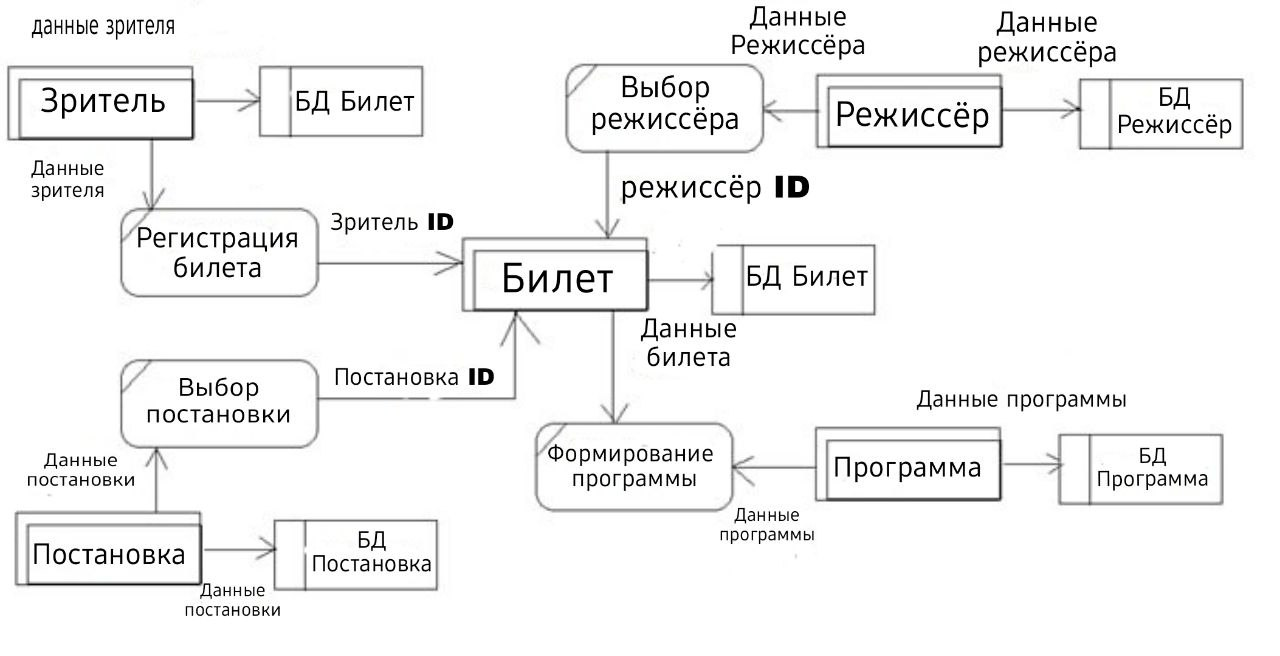 данные зрителя
Зритель
БД Билет
Данные
зрителя
Регистрация
билета
Зритель ID
Данные
Режиссёра
Данные
режиссёра
Выбор
режиссёра
Режиссёр
БД
Режиссёр
режиссёр ID
Билет
БД Билет
Данные
билета
Выбор
постановки
Постановка ID
Данные
постановки
Постановка
БД
Постановка
Данные
постановки
Формирование
программы
Данные программы
Программа
БД
Программа
Данные
программы